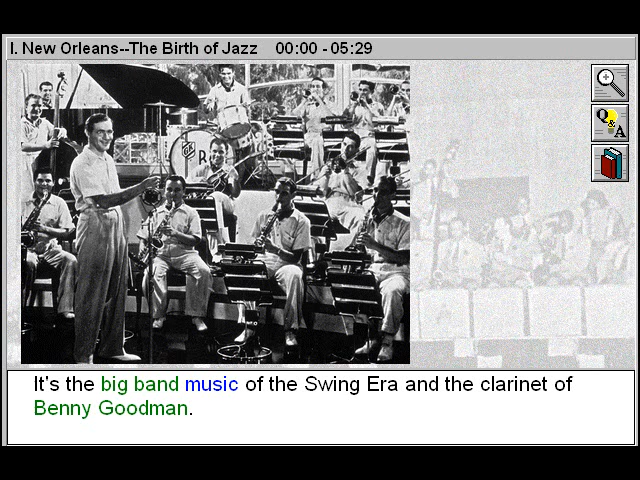 I. New Orleans--The Birth of Jazz 00:00 - 05:29
Q&A
It's the big band music of the Swing Era and the clarinet of
Benny Goodman.